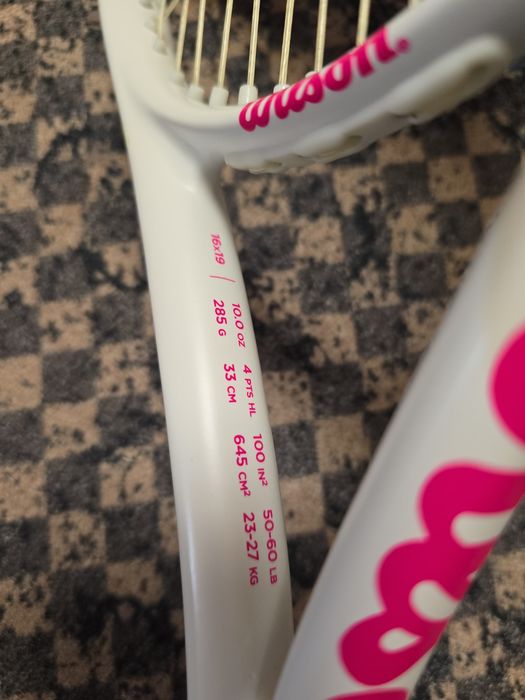 wilson®
16x19 /
10.0 OZ
285 G
4 PTS HL
33 CM
100 IN²
645 CM²
50-60 LB
23-27 KG